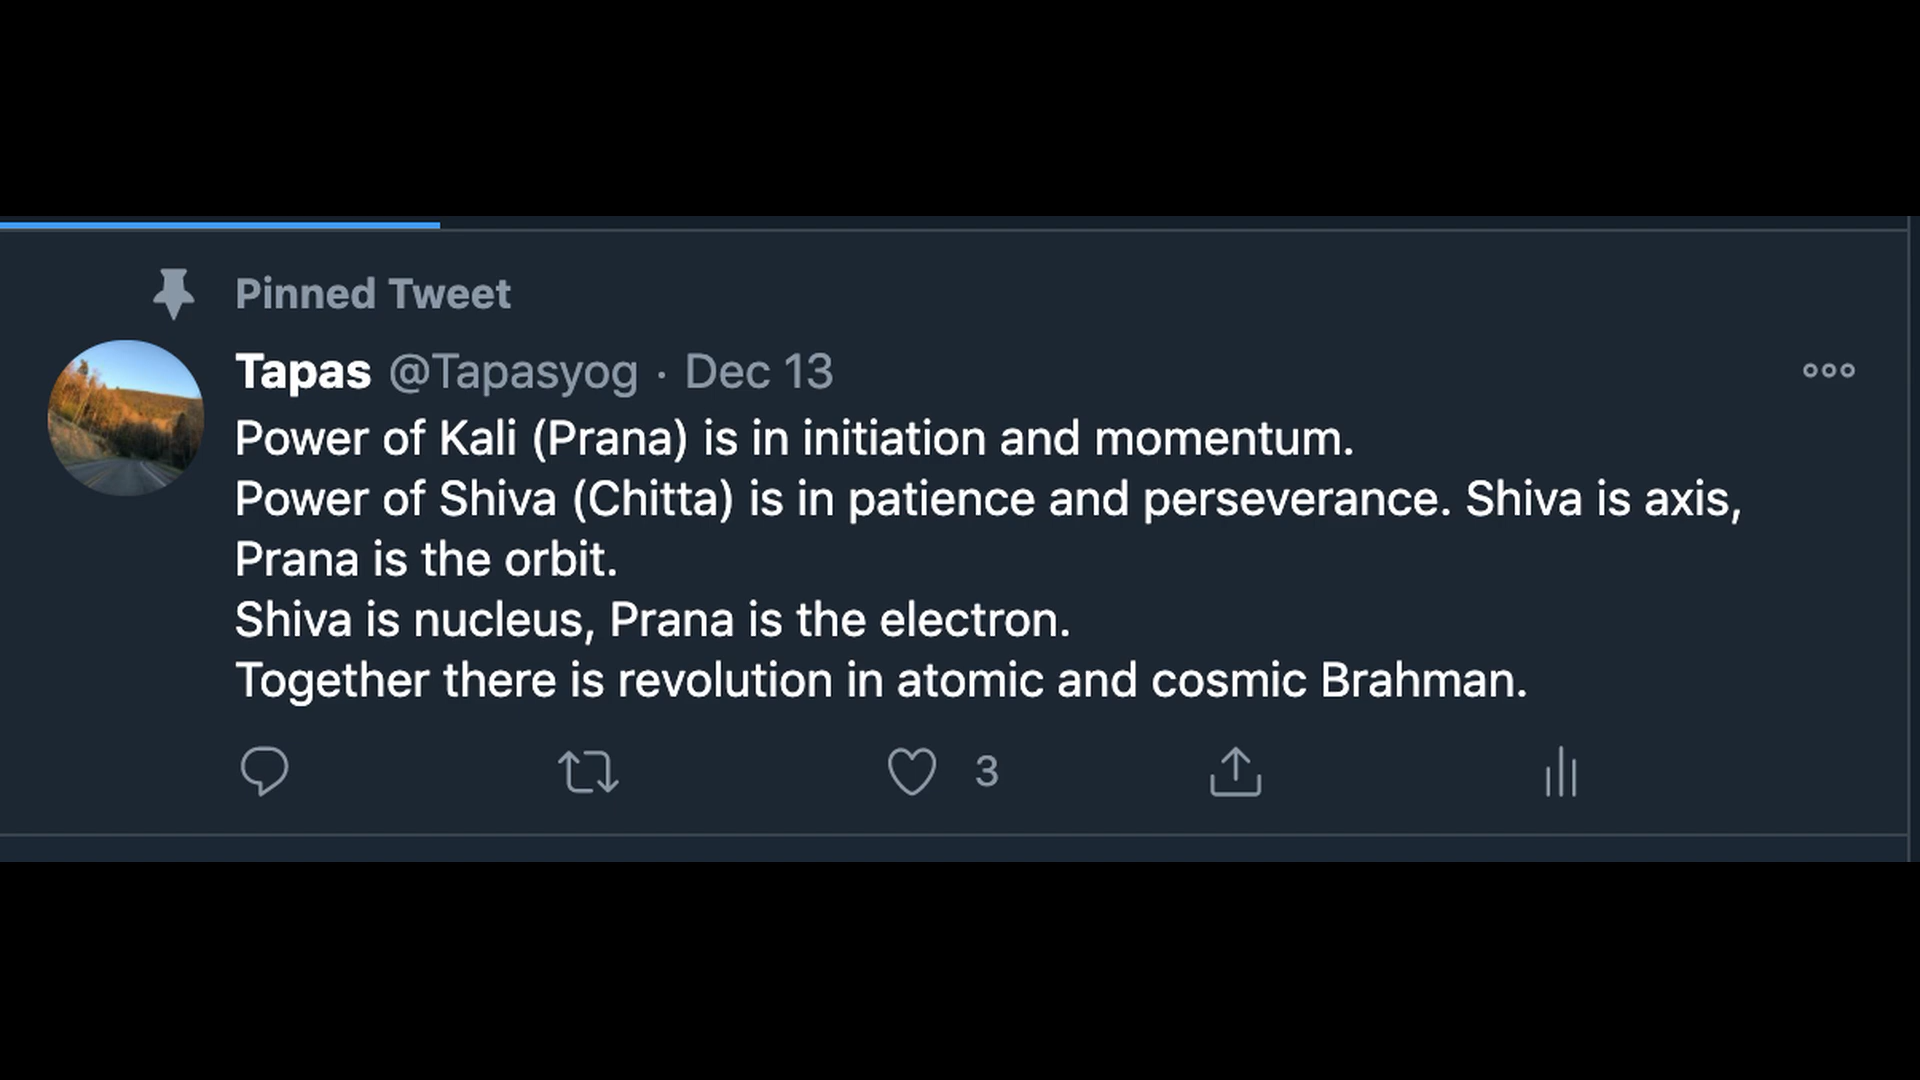 Pinned Tweet
Tapas @Tapasyog · Dec 13
Power of Kali (Prana) is in initiation and momentum.
Power of Shiva (Chitta) is in patience and perseverance. Shiva is axis,
Prana is the orbit.
Shiva is nucleus, Prana is the electron.
Together there is revolution in atomic and cosmic Brahman.
3